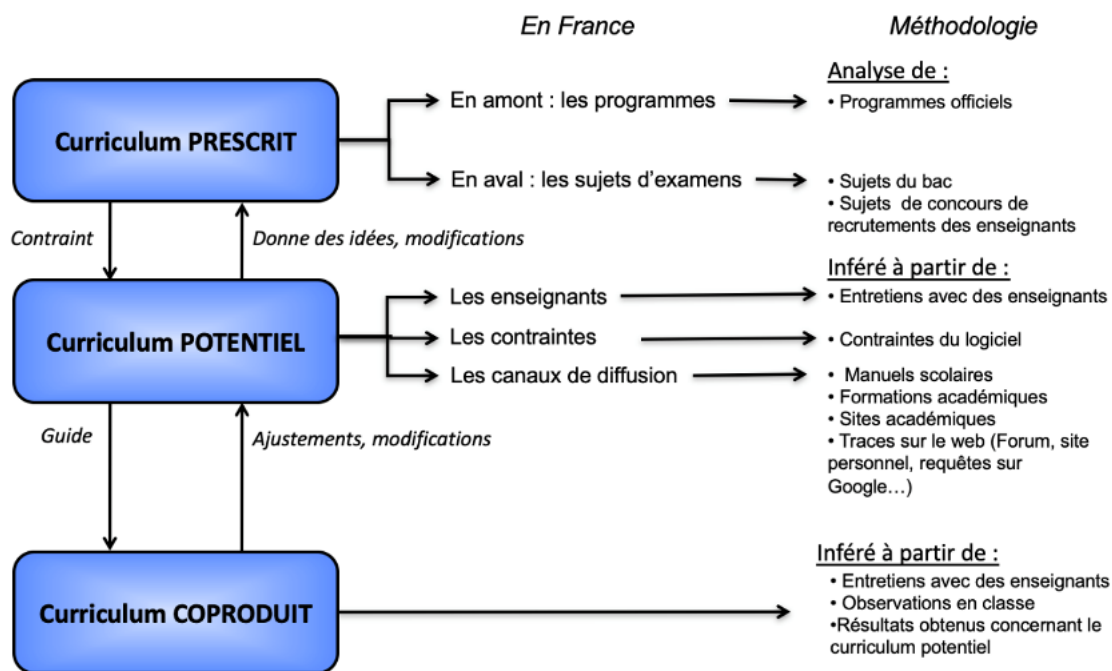 En France
Méthodologie
Analyse de :
Curriculum PRESCRIT
En amont : les programmes
• Programmes officiels
En aval : les sujets d'examens
• Sujets du bac
• Sujets de concours de
recrutements des enseignants
Contraint
Donne des idées, modifications
Inféré à partir de :
Curriculum POTENTIEL
Les enseignants
• Entretiens avec des enseignants
Les contraintes
• Contraintes du logiciel
Les canaux de diffusion
• Manuels scolaires
• Formations académiques
• Sites académiques
• Traces sur le web (Forum, site
personnel, requêtes sur
Google…)
Guide
Ajustements, modifications
Inféré à partir de :
Curriculum COPRODUIT
• Entretiens avec des enseignants
• Observations en classe
•Résultats obtenus concernant le
curriculum potentiel